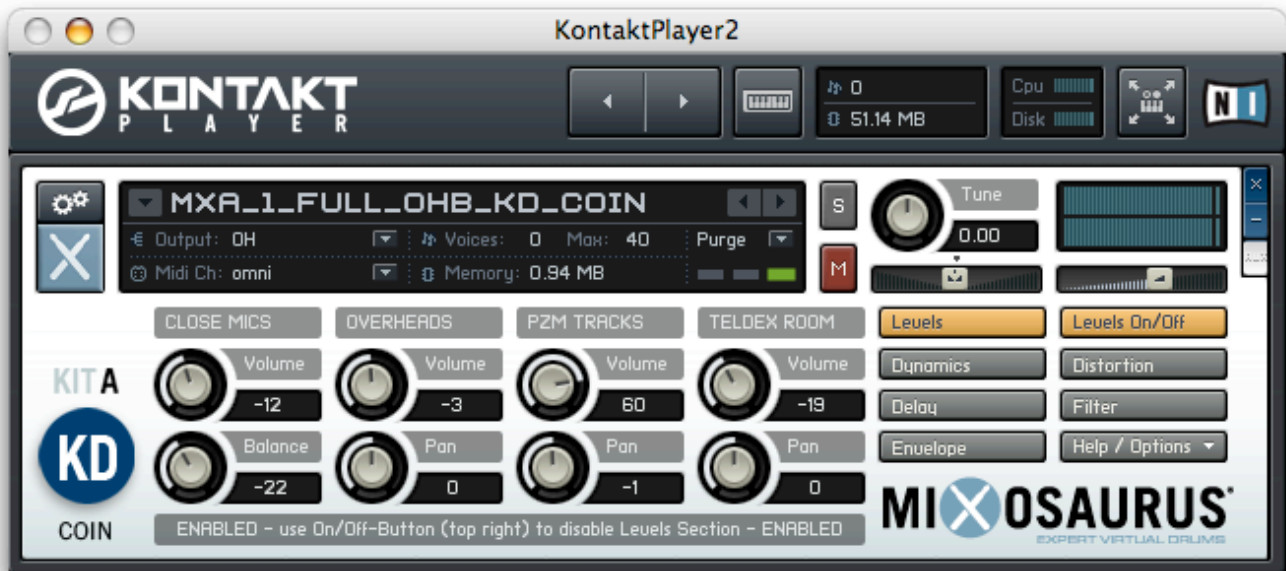 KontaktPlayer2
KONTAKT
PLAYER
0
51.14 MB
Cpu
Disk
NI
MXA_1_FULL_OHB_KD_COIN
Output: OH
Voices: 0 Max: 40
Purge
Midi Ch: omni
Memory: 0.94 MB
S
M
Tune
0.00
CLOSE MICS
OVERHEADS
PZM TRACKS
TELDEX ROOM
Levels
Levels On/Off
Volume
-12
Volume
-3
Volume
60
Volume
-19
Dynamics
Distortion
Delay
Filter
Balance
-22
Pan
0
Pan
-1
Pan
0
Envelope
Help / Options
KIT A
KD
COIN
ENABLED - use On/Off-Button (top right) to disable Levels Section - ENABLED
MIXOSAURUS
EXPERT VIRTUAL DRUMS